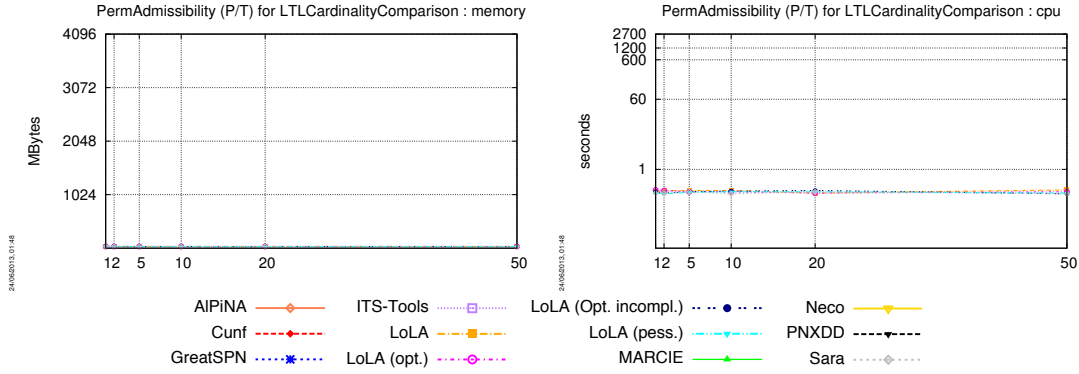 PermAdmissibility (P/T) for LTLCardinalityComparison : memory
4096
3072
2048
1024
MBytes
1 2 5 10 20 50
24/06/2013, 01:48
PermAdmissibility (P/T) for LTLCardinalityComparison : cpu
2700
1200
600
60
1
seconds
1 2 5 10 20 50
24/06/2013, 01:48
AlPiNA
Cunf
GreatSPN
ITS-Tools
LoLA
LoLA (opt.)
LoLA (Opt. incompl.)
LoLA (pess.)
MARCIE
Neco
PNXDD
Sara